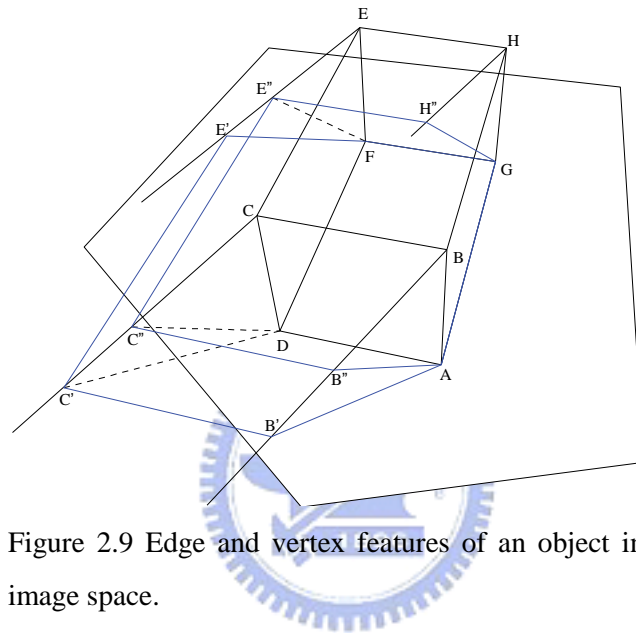 E
H
E"
H"
E'
F
G
C
B
C"
D
B"
A
C'
B'
Figure 2.9 Edge and vertex features of an object in
image space.